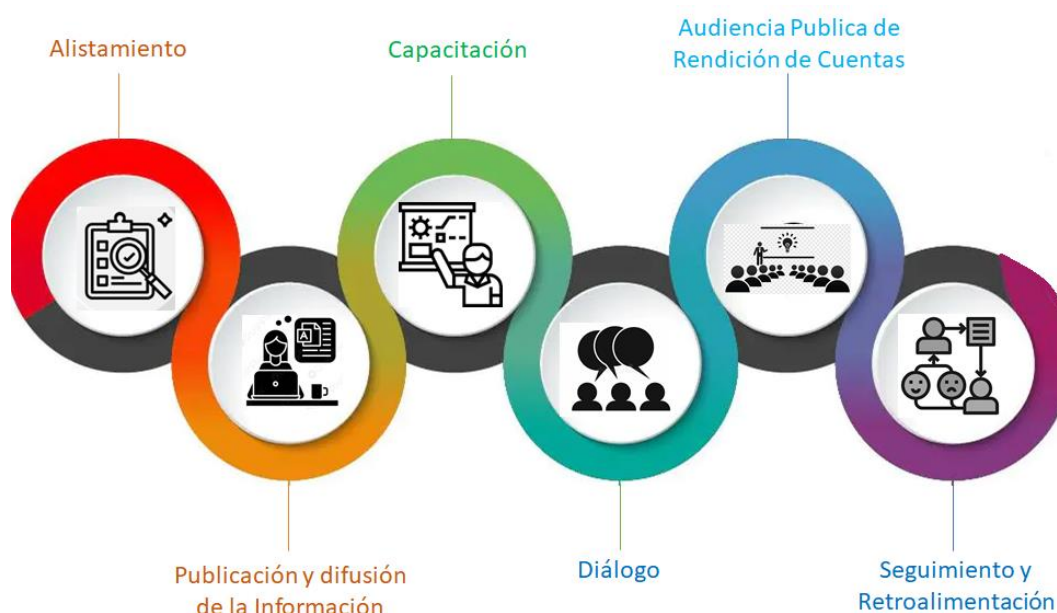 Alistamiento
Publicación y difusión
de la Información
Capacitación
Diálogo
Audiencia Publica de
Rendición de Cuentas
Seguimiento y
Retroalimentación